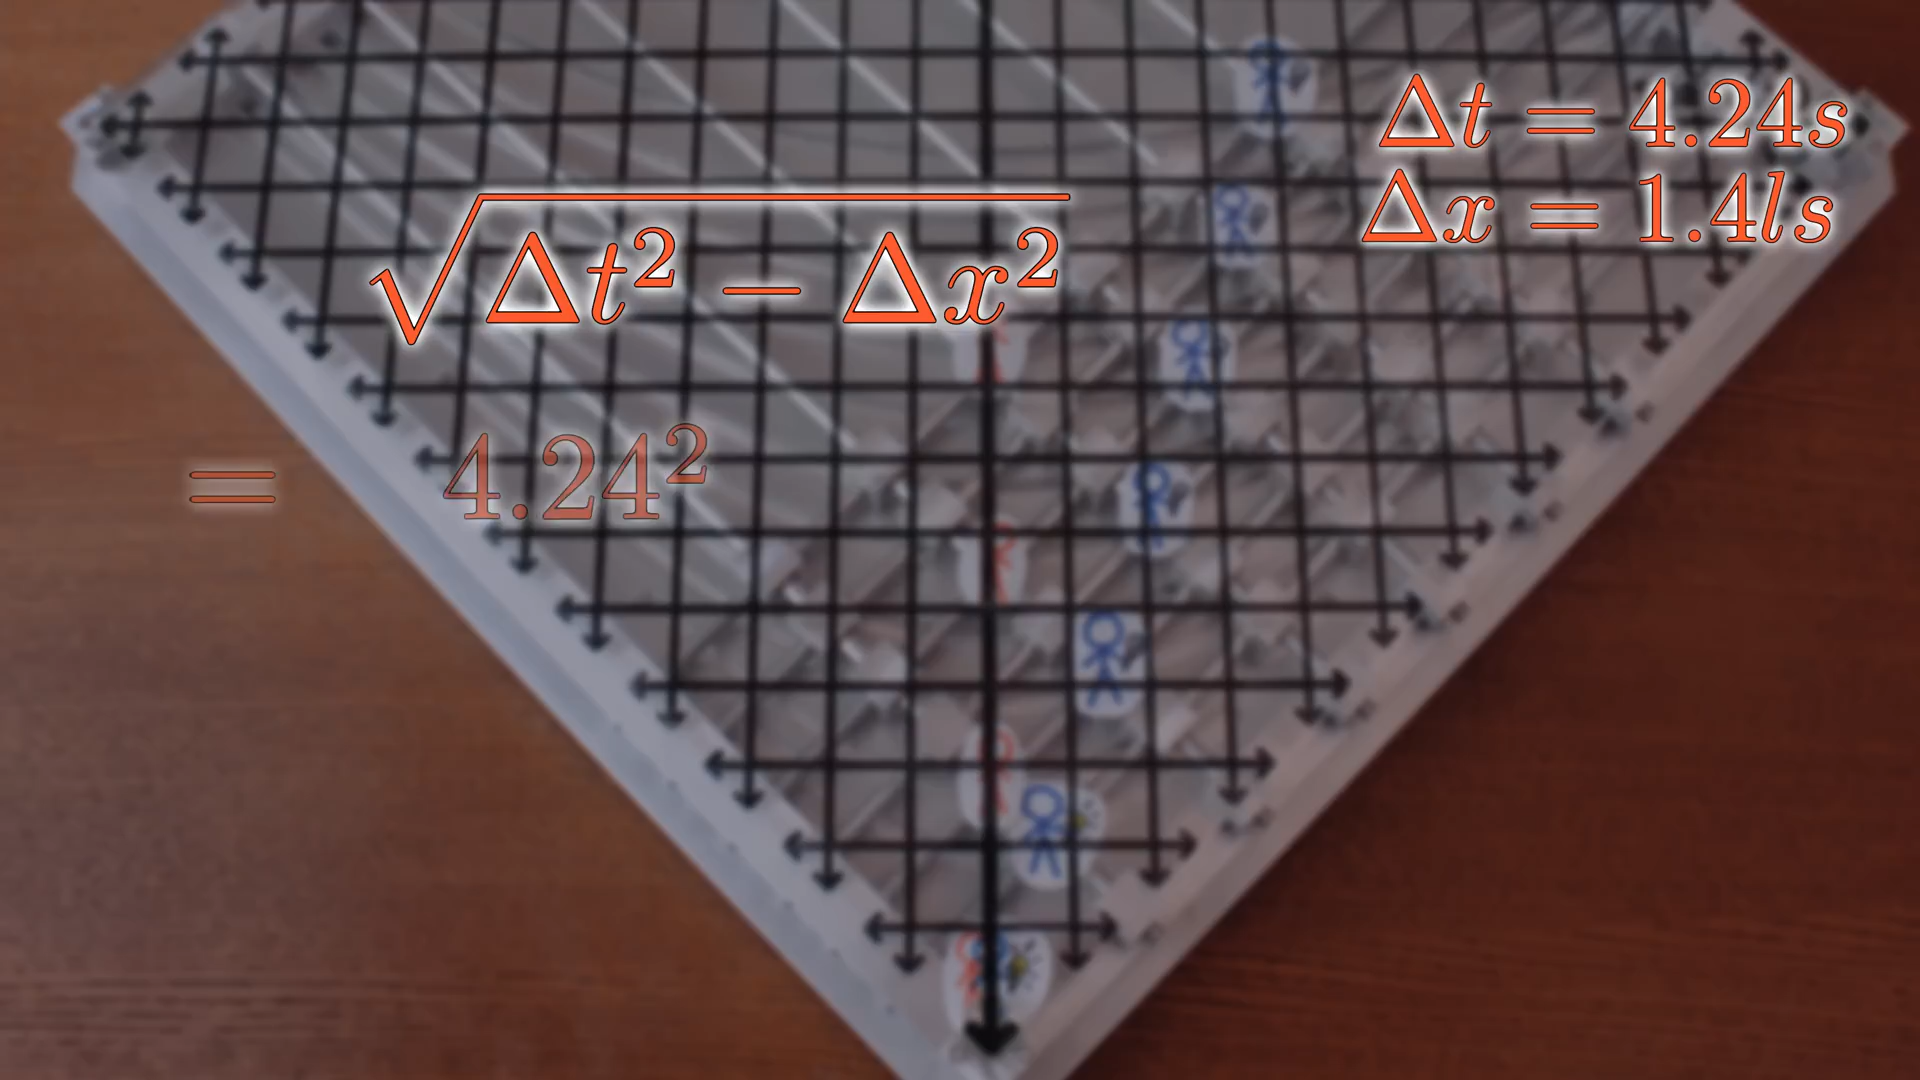 Δt = 4.24s
Δx = 1.4ls
√Δt² − Δx²
= 4.24²